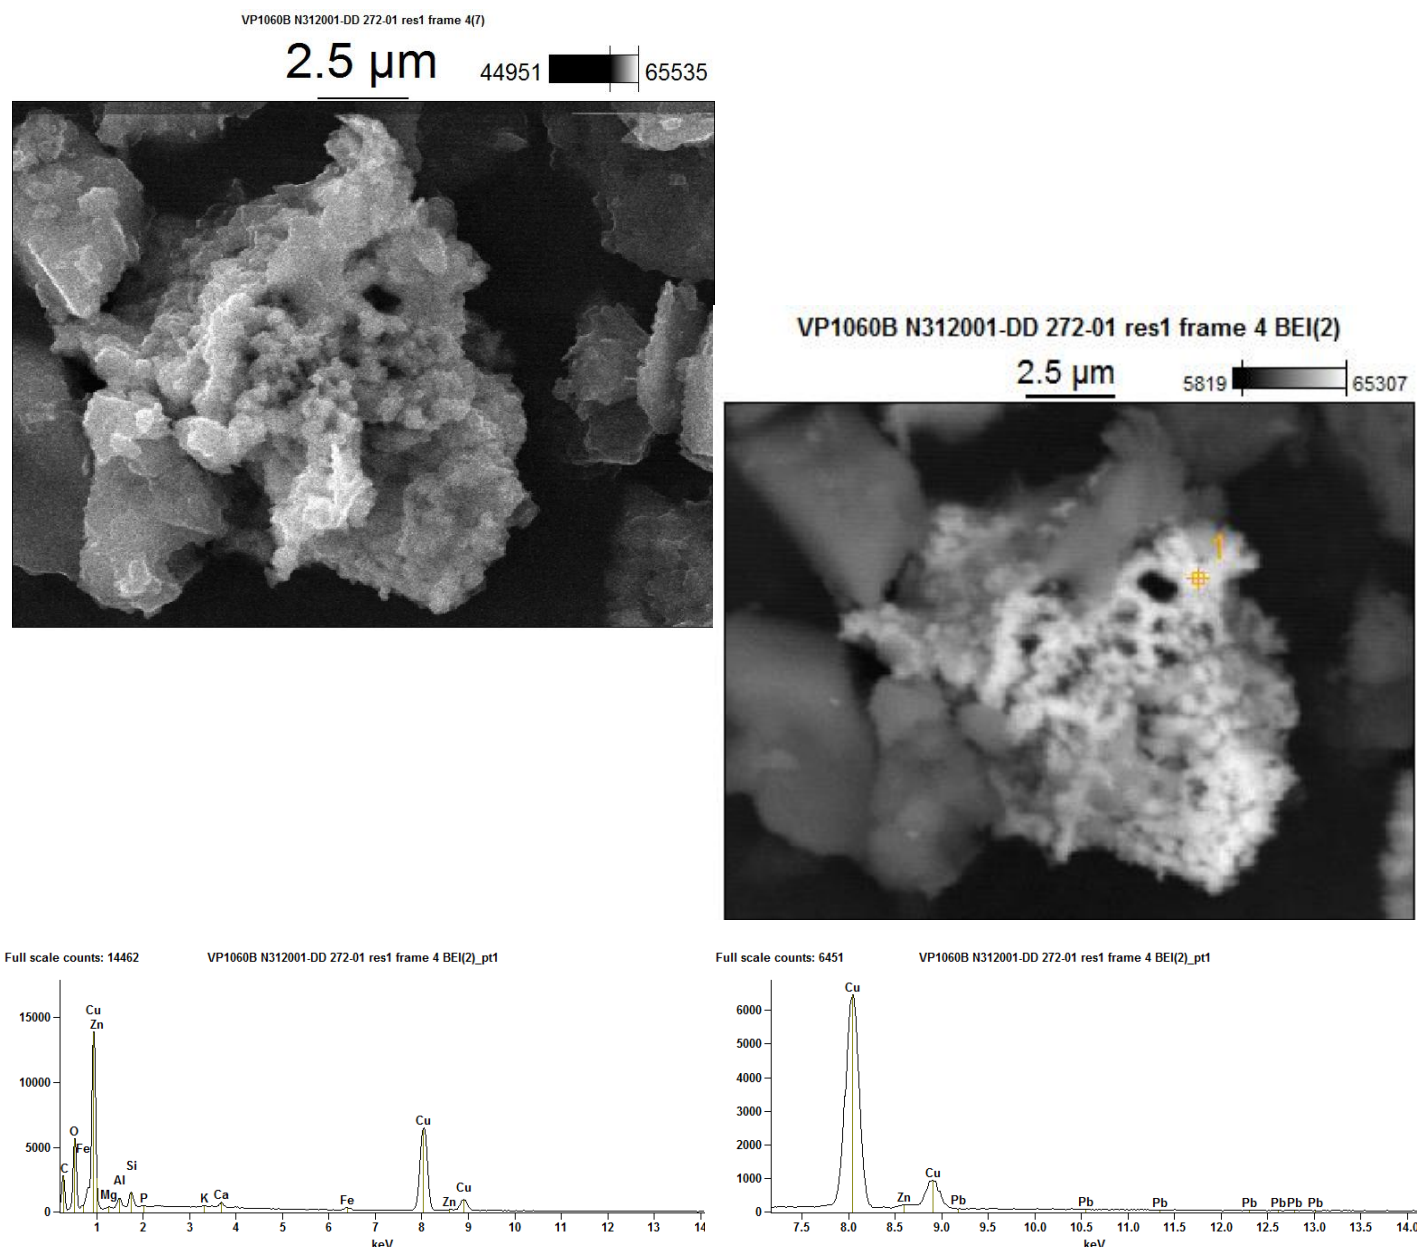 VP1060B N312001-DD 272-01 res1 frame 4(7)
2.5 µm
44951 65535
VP1060B N312001-DD 272-01 res1 frame 4 BEI(2)
2.5 µm
5819 65307
1
Full scale counts: 14462 VP1060B N312001-DD 272-01 res1 frame 4 BEI(2)_pt1
15000
10000
5000
0
C
O
Fe
Cu
Zn
Mg
Al
Si
P
K
Ca
Fe
Cu
Zn
Cu
1 2 3 4 5 6 7 8 9 10 11 12 13 14
keV
Full scale counts: 6451 VP1060B N312001-DD 272-01 res1 frame 4 BEI(2)_pt1
6000
5000
4000
3000
2000
1000
0
Cu
Zn
Cu
Pb
Pb
Pb
Pb
Pb
Pb
Pb
7.5 8.0 8.5 9.0 9.5 10.0 10.5 11.0 11.5 12.0 12.5 13.0 13.5 14.0
keV